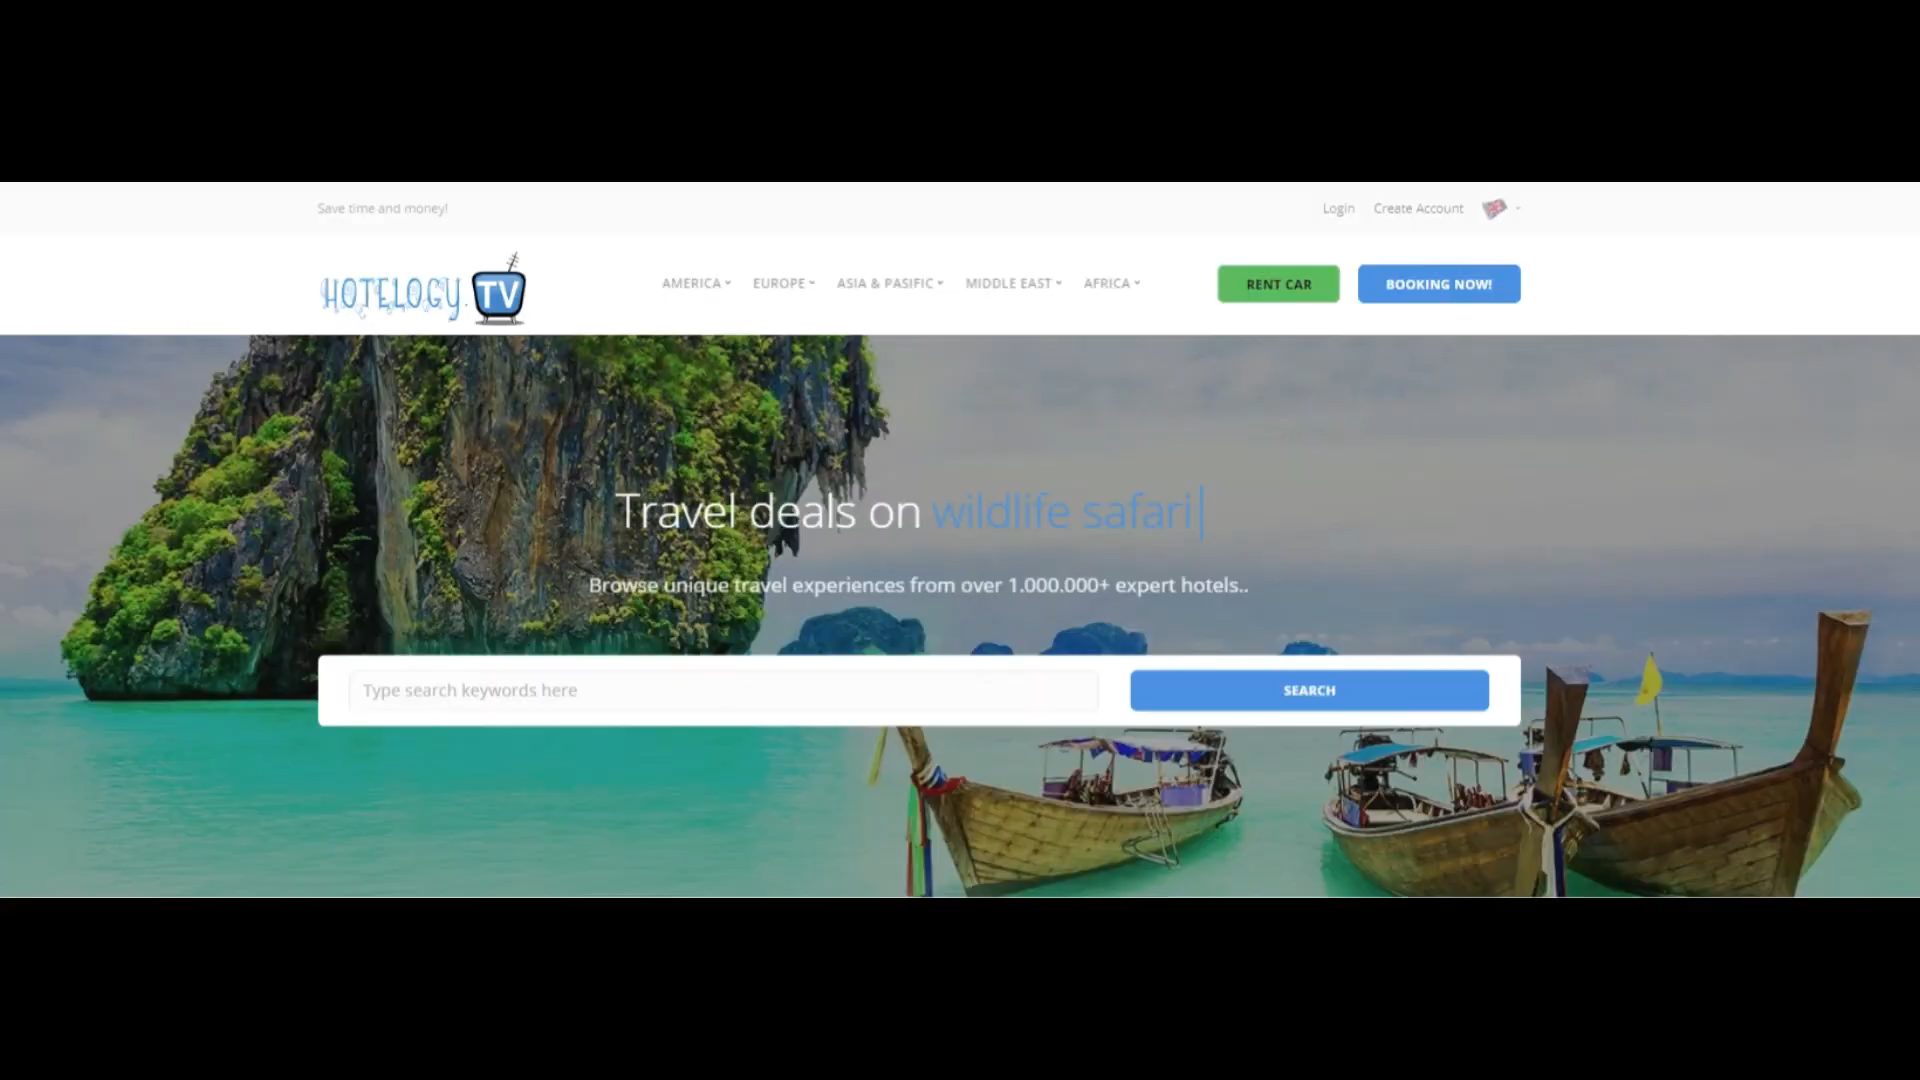 Save time and money!
Login Create Account
HOTELOGY.TV
AMERICA EUROPE ASIA & PASIFIC MIDDLE EAST AFRICA
RENT CAR BOOKING NOW!
Travel deals on wildlife safari
Browse unique travel experiences from over 1.000.000+ expert hotels..
Type search keywords here
SEARCH